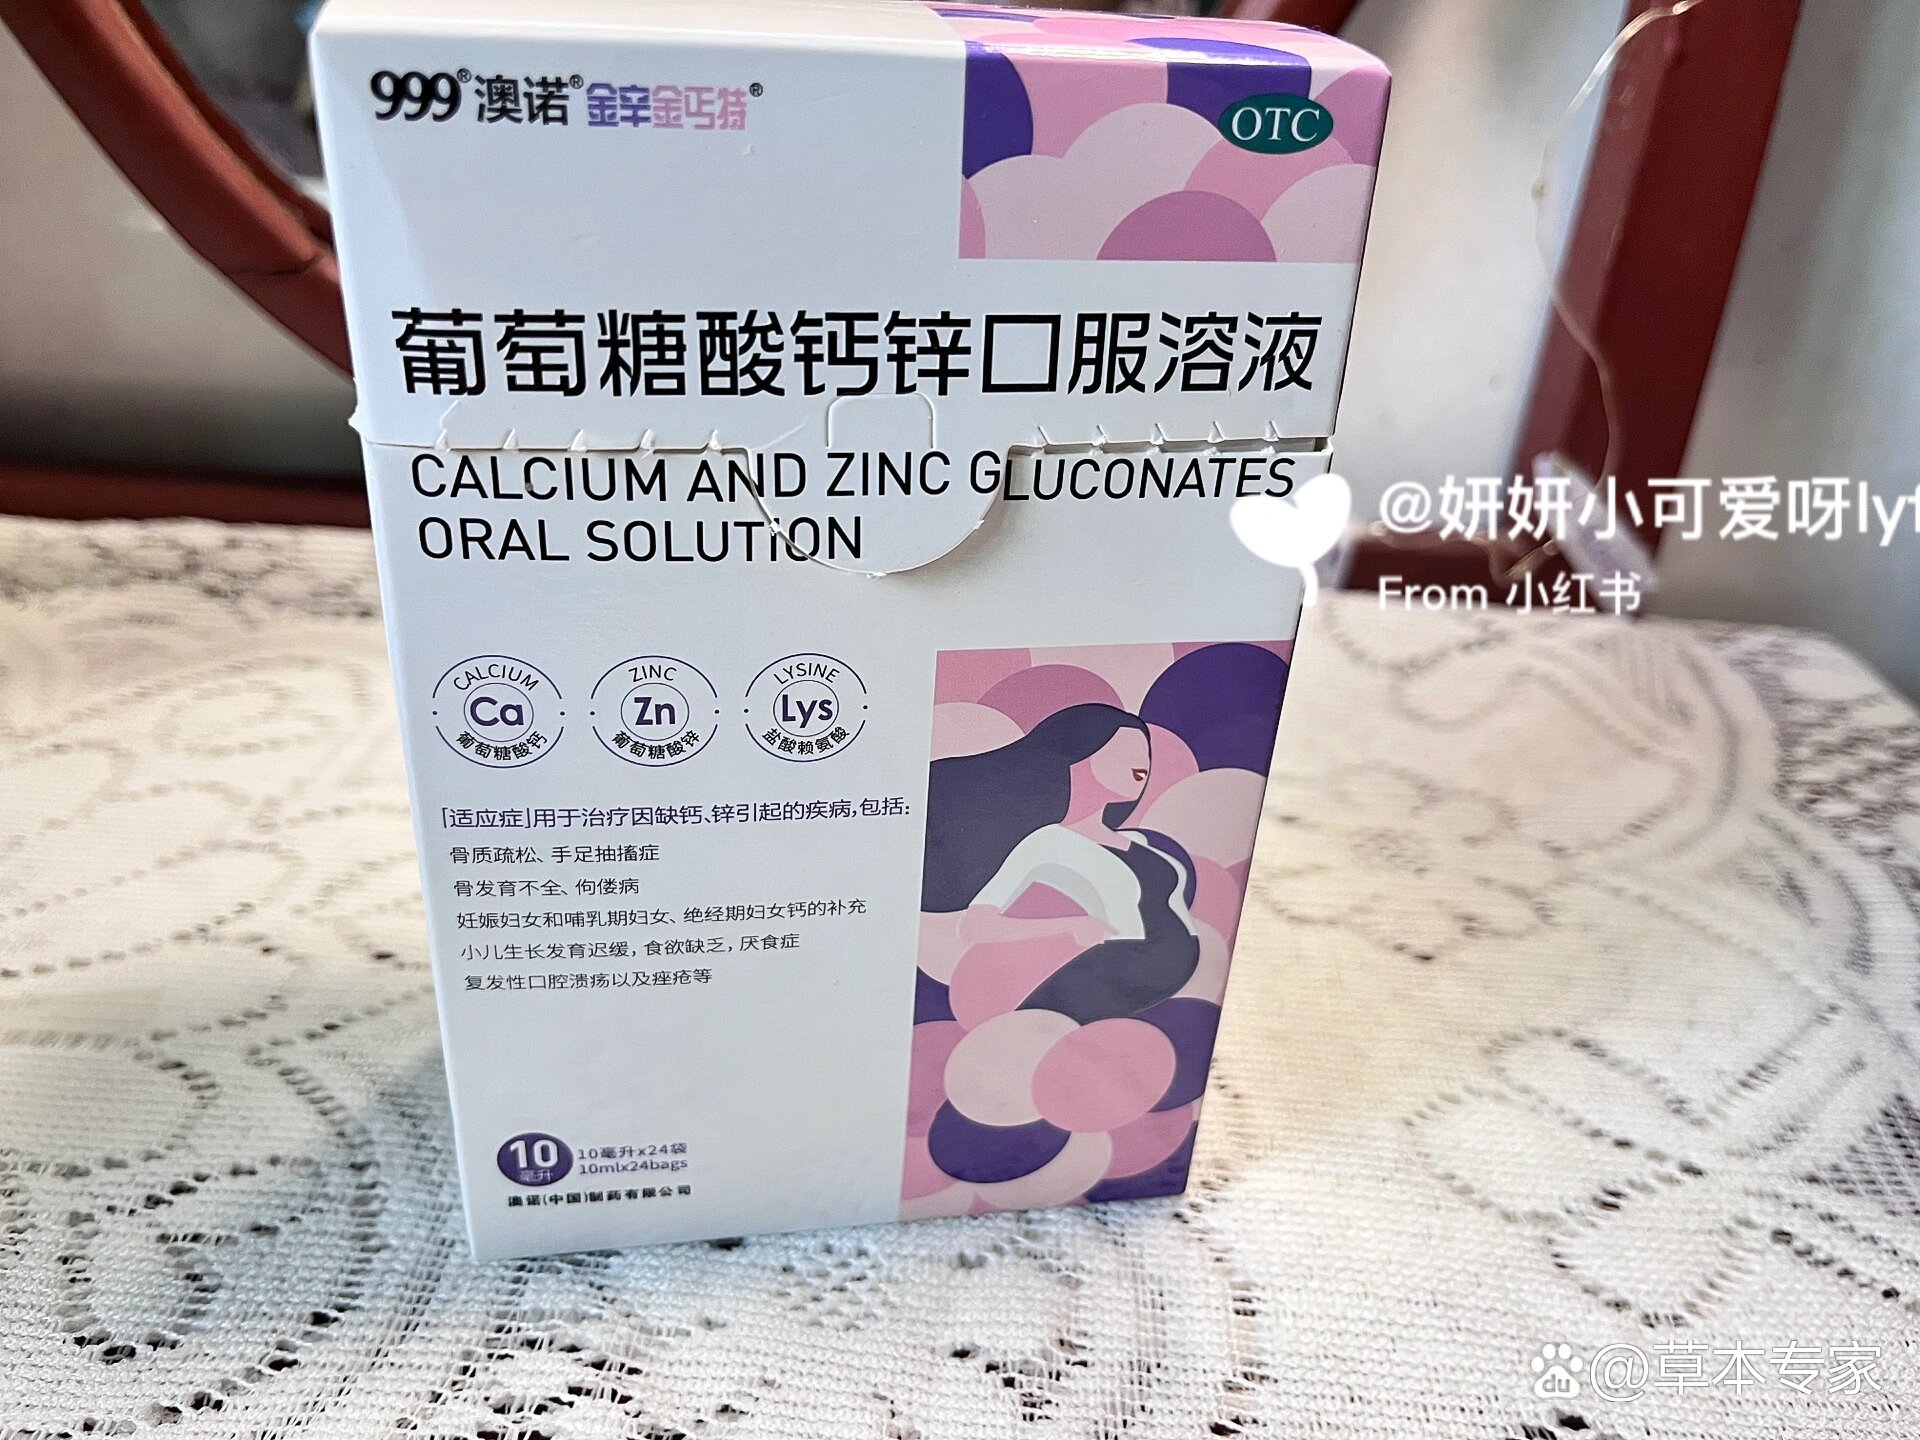 999® 澳诺® 金辛金丐特®
OTC
葡萄糖酸钙锌口服溶液
CALCIUM AND ZINC GLUCONATES
ORAL SOLUTION
@妍妍小可爱呀lyf
From 小红书
CALCIUM
Ca
葡萄糖酸钙
ZINC
Zn
葡萄糖酸锌
LYSINE
Lys
盐酸赖氨酸
「适应症」用于治疗因缺钙、锌引起的疾病,包括:
骨质疏松、手足抽搐症
骨发育不全、佝偻病
妊娠妇女和哺乳期妇女、绝经期妇女钙的补充
小儿生长发育迟缓,食欲缺乏,厌食症
复发性口腔溃疡以及痤疮等
10
毫升
10毫升x24袋
10mlx24bags
澳诺(中国)制药有限公司
@草本专家